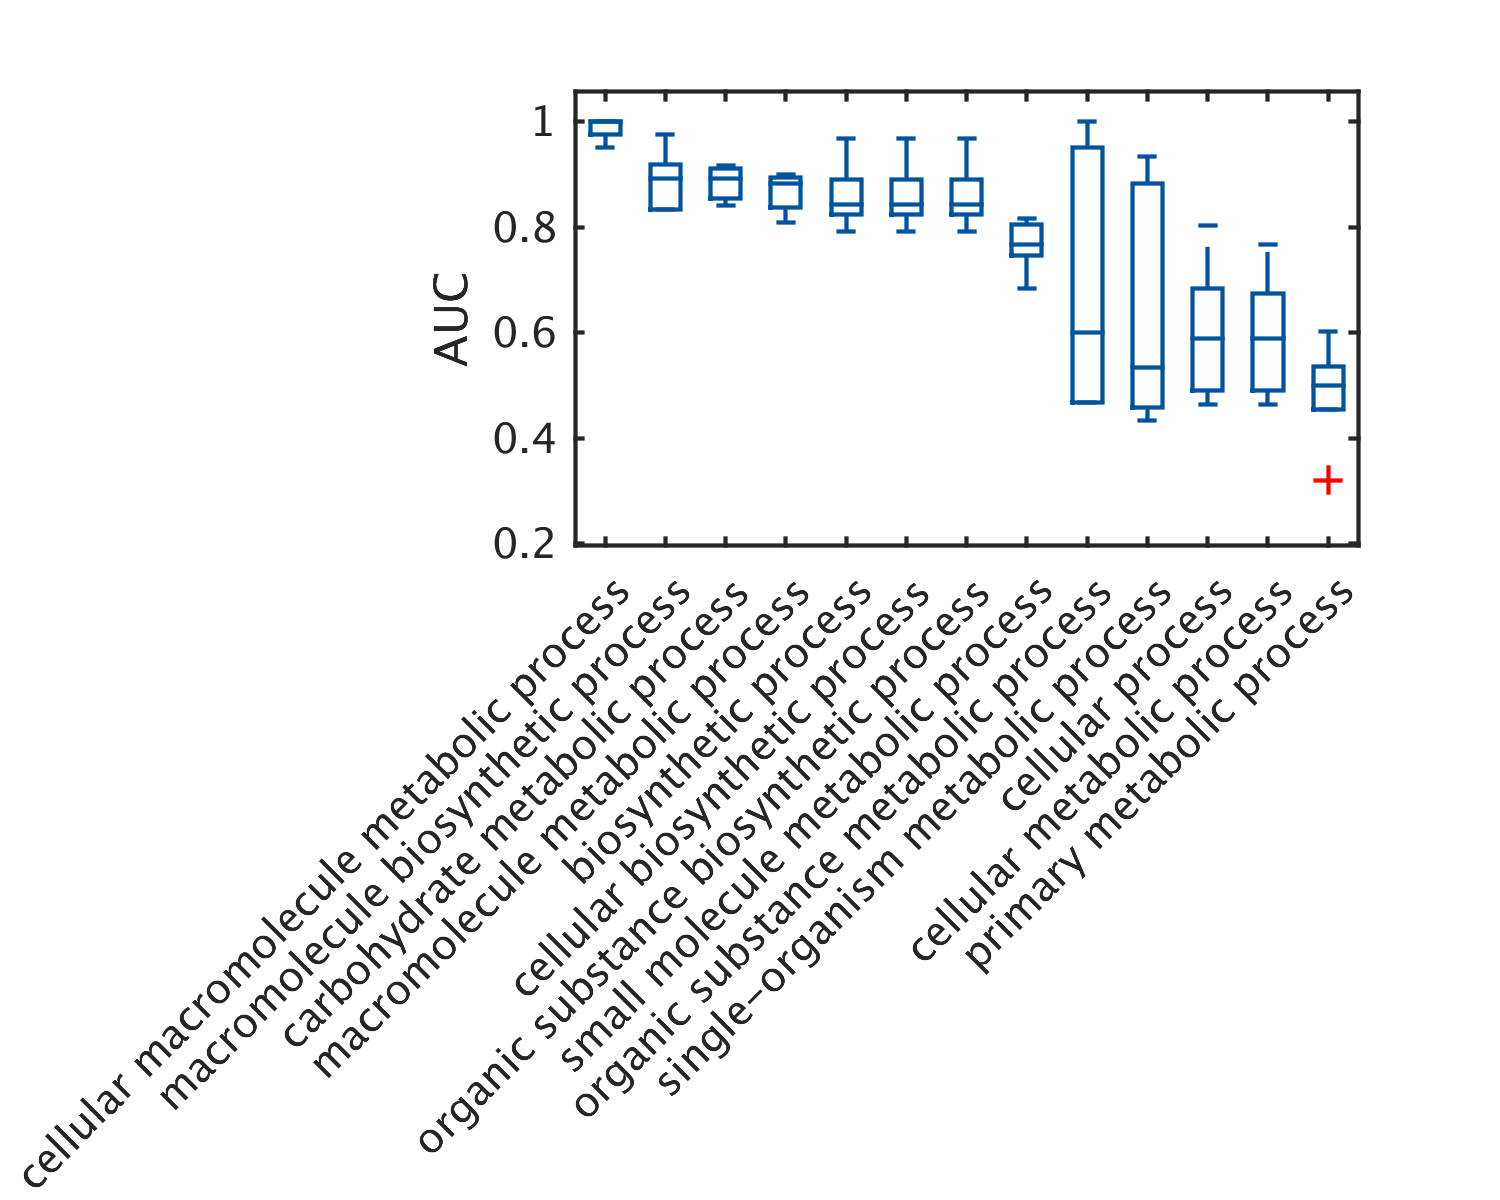 1
0.8
0.6
0.4
0.2
AUC
cellular macromolecule metabolic process
macromolecule biosynthetic process
carbohydrate metabolic process
macromolecule metabolic process
biosynthetic process
cellular biosynthetic process
organic substance biosynthetic process
small molecule metabolic process
organic substance metabolic process
single−organism metabolic process
cellular process
cellular metabolic process
primary metabolic process